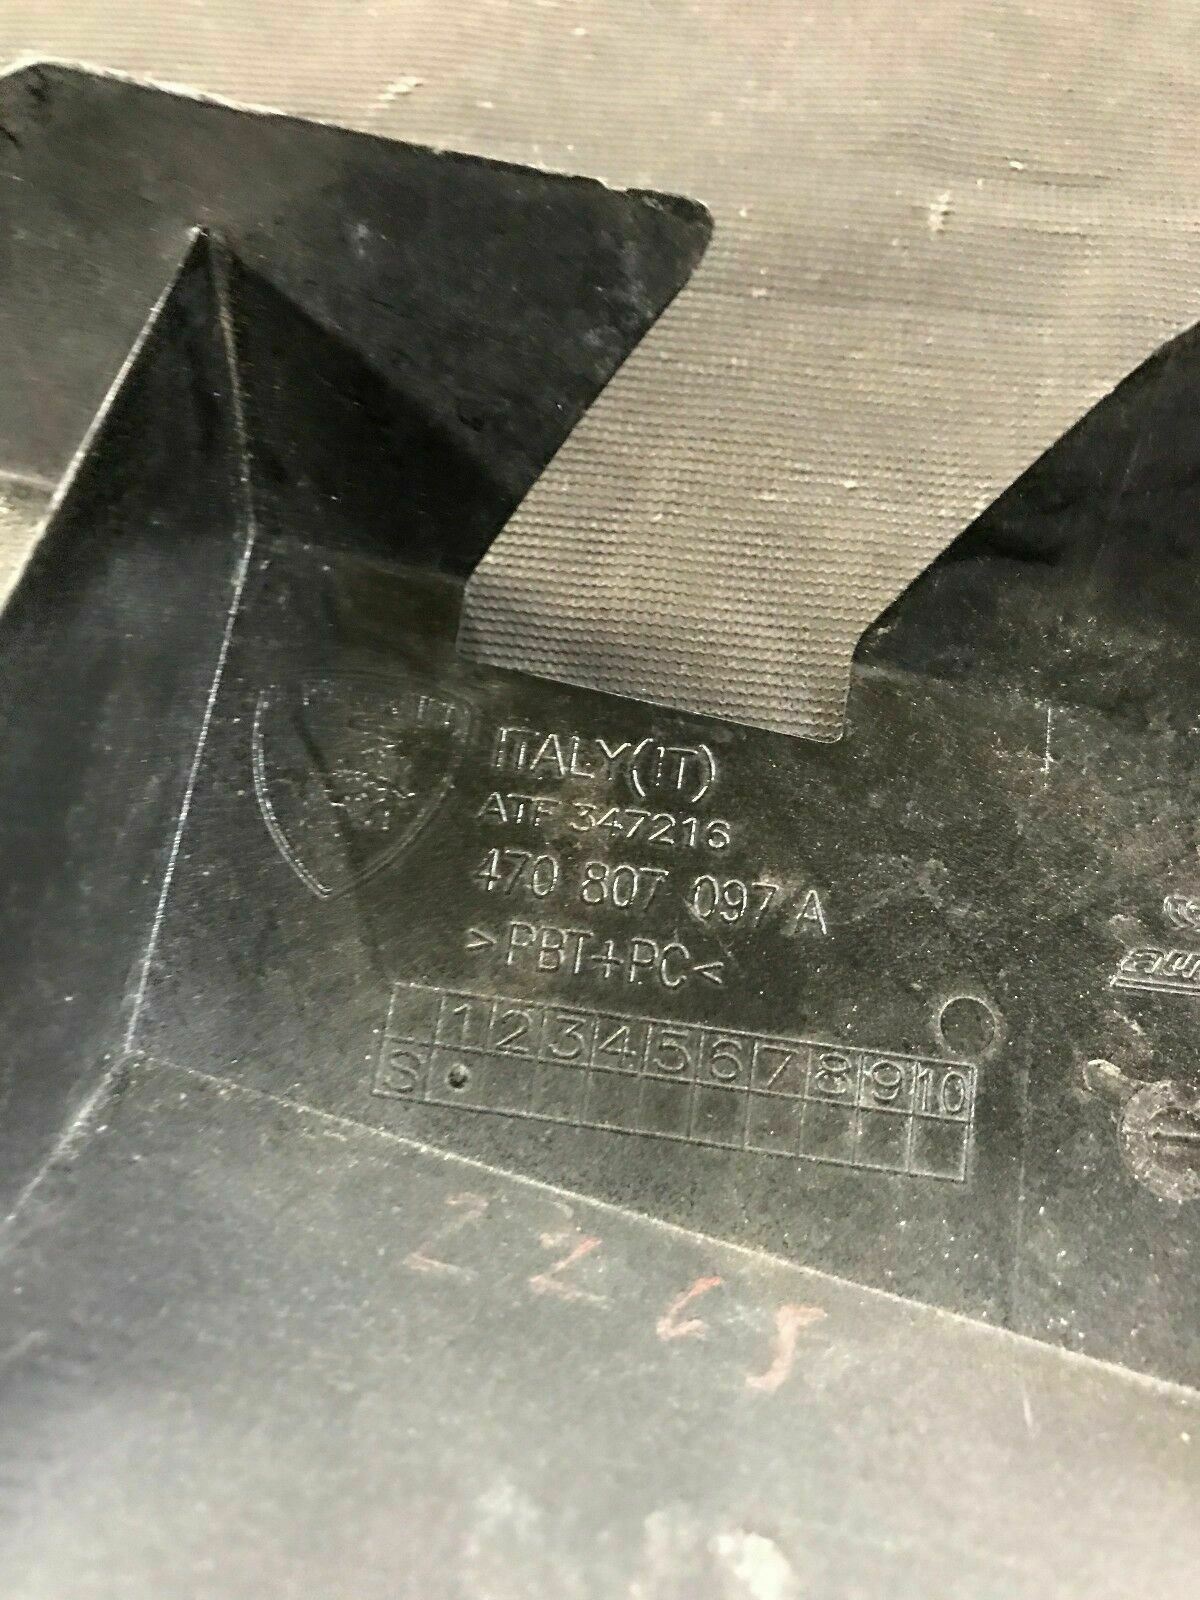 ITALY(IT)
ATF 347216
470 807 097 A
>PBT+PC<
1 2 3 4 5 6 7 8 9 10
S